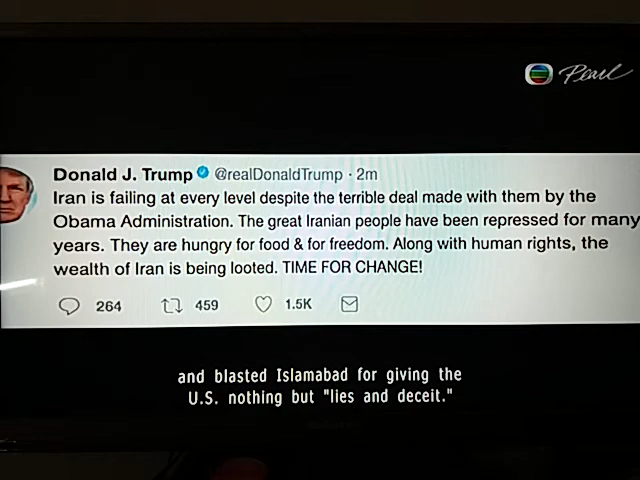 Pearl
Donald J. Trump @realDonaldTrump · 2m
Iran is failing at every level despite the terrible deal made with them by the
Obama Administration. The great Iranian people have been repressed for many
years. They are hungry for food & for freedom. Along with human rights, the
wealth of Iran is being looted. TIME FOR CHANGE!
264 459 1.5K
and blasted Islamabad for giving the
U.S. nothing but "lies and deceit."